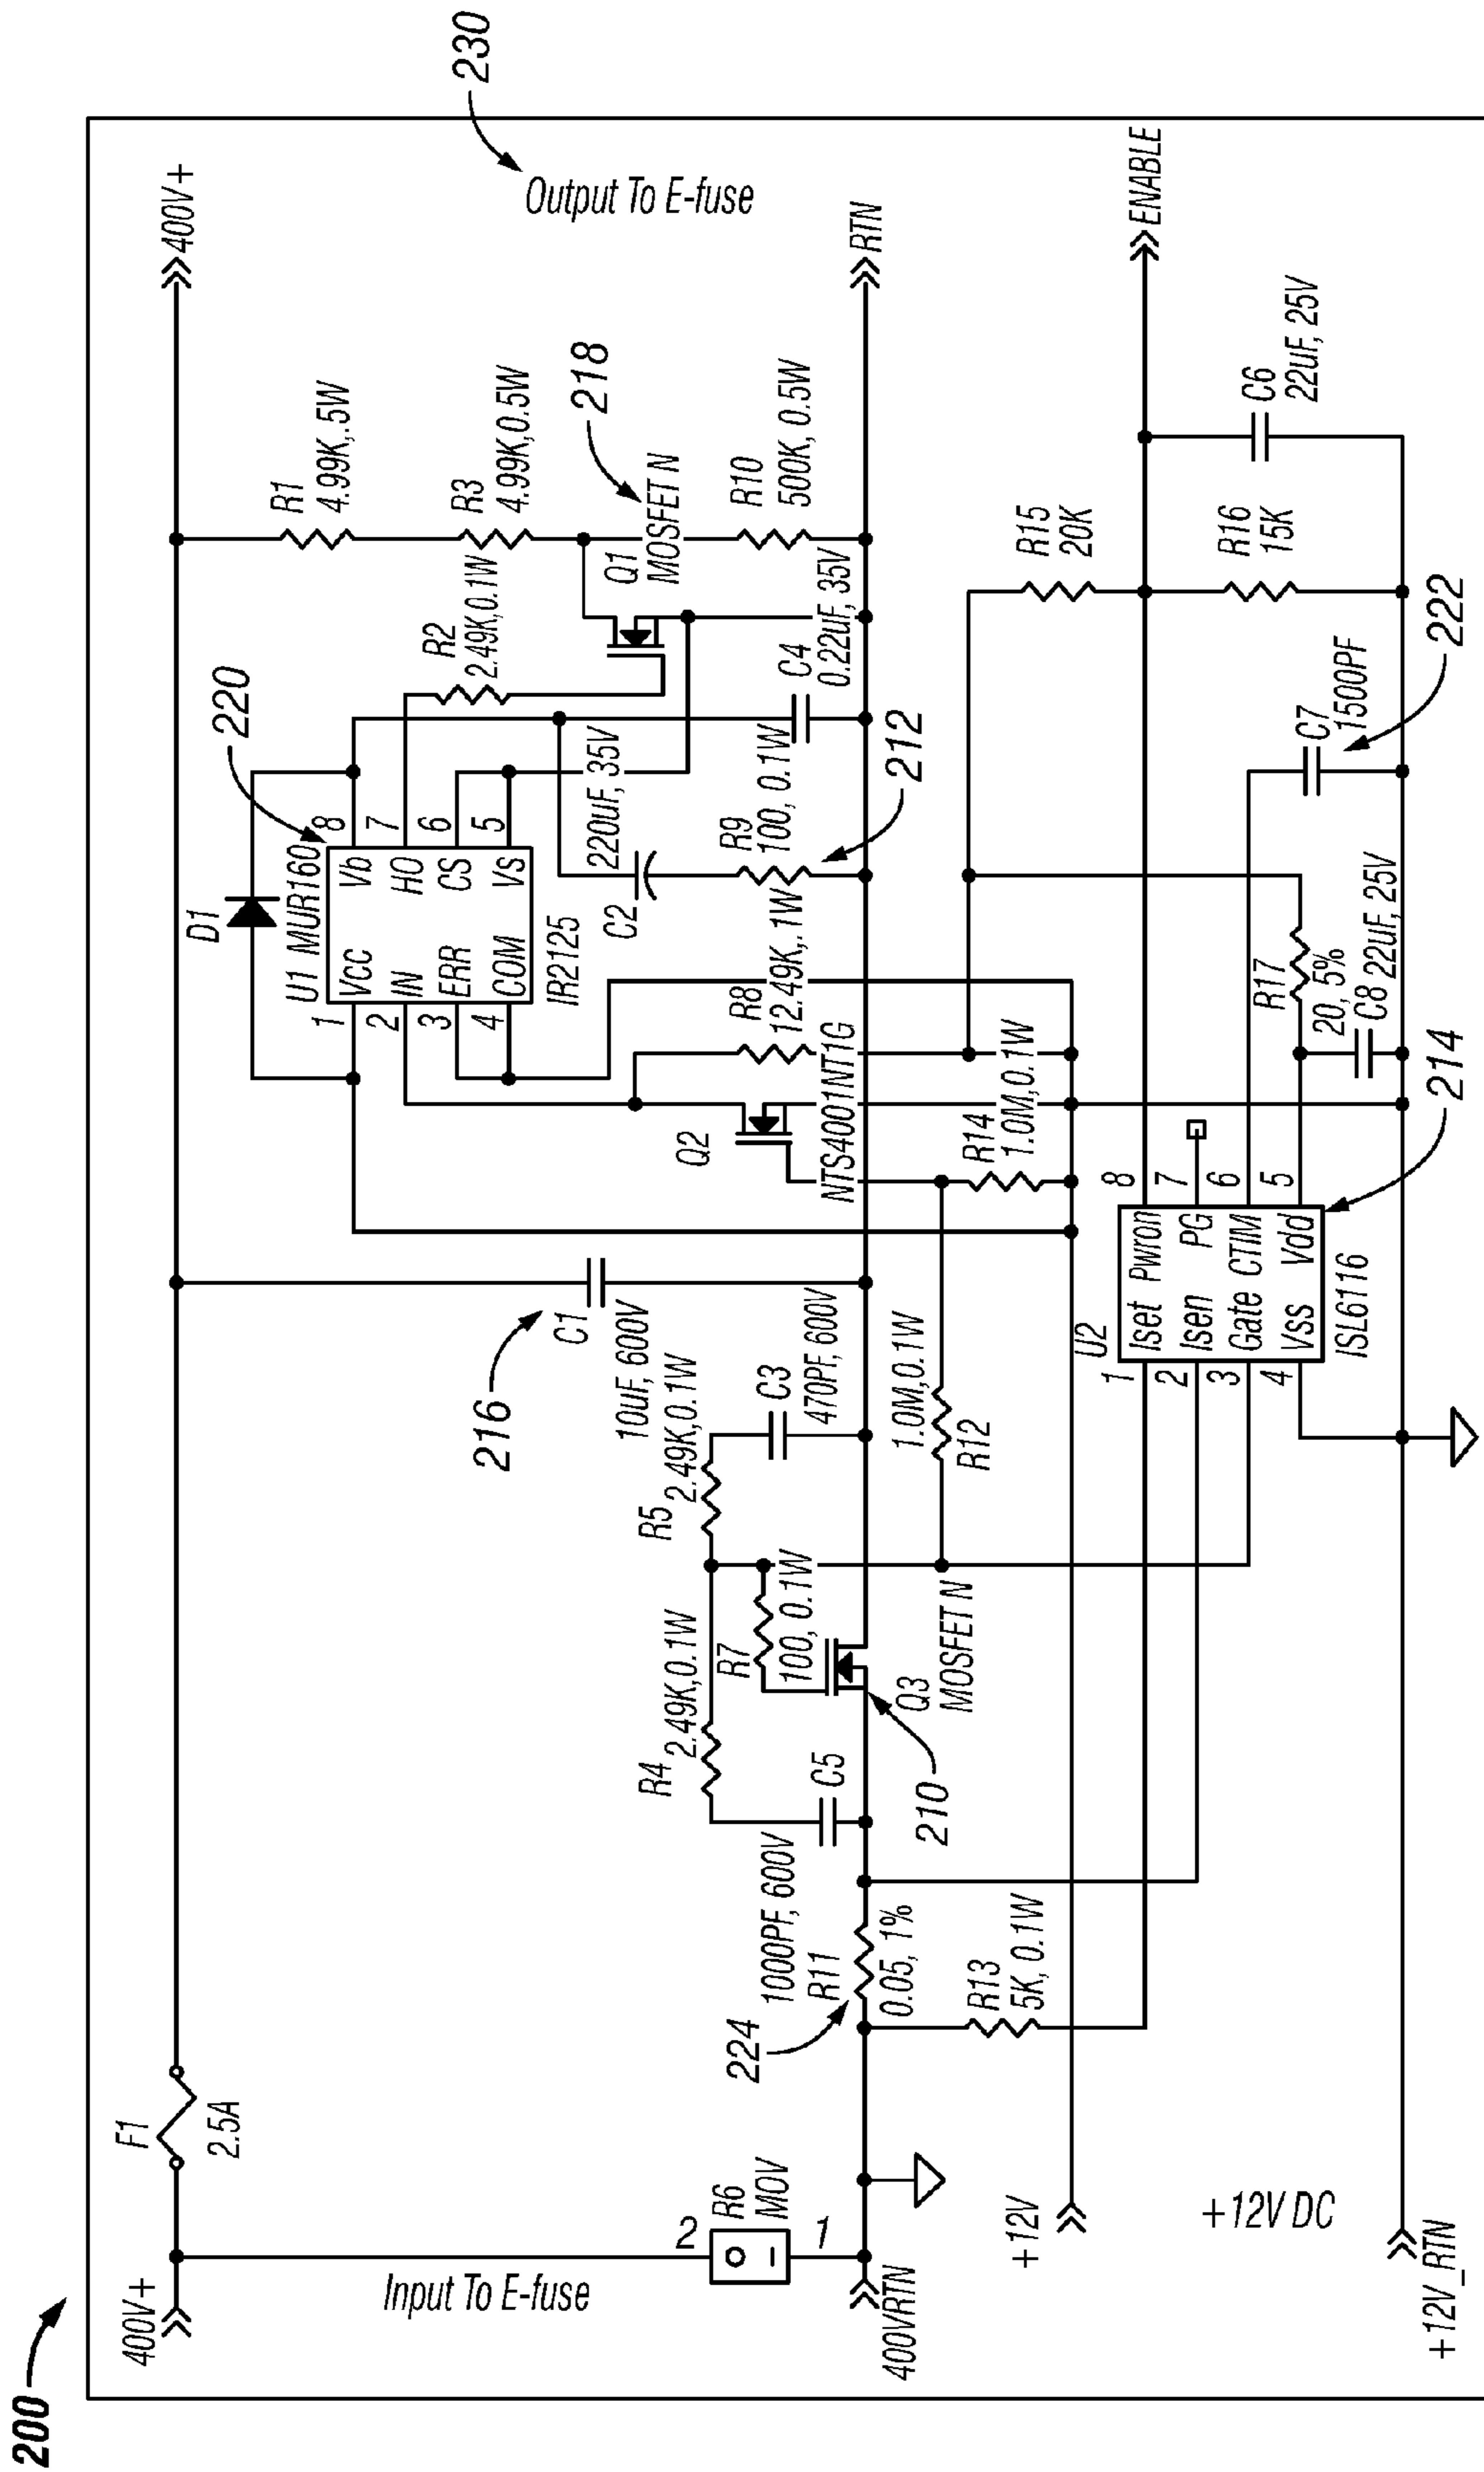 200
400V+
F1
2.5A
400V+
230
Output To E-fuse
Input To E-fuse
2
R6
MOV
1
400VRTN
216
C1
10uF, 600V
D1
220
U1 MUR160
1
2
3
4
VCC
IN
ERR
COM
Vb
HO
CS
Vs
8
7
6
5
IR2125
R2
2.49K,0.1W
R1
4.99K,.5W
R3
4.99K,0.5W
218
Q1
MOSFET N
R10
500K, 0.5W
C2
220uF, 35V
R9
100, 0.1W
212
C4
0.22uF, 35V
RTN
R4
2.49K,0.1W
R5
2.49K,0.1W
R7
100, 0.1W
C3
470PF, 600V
C5
1000PF, 600V
224
R11
0.05, 1%
210
Q3
MOSFET N
Q2
NTS4001NT1G
R8
12.49K,.1W
R12
1.0M,0.1W
R14
1.0M,0.1W
R13
5K, 0.1W
+12V
+12V DC
+12V_RTN
U2
1
2
3
4
Iset
Isen
Gate
Vss
Pwron
PG
CTIM
Vdd
8
7
6
5
ISL6116
214
R17
20, 5%
C8
22uF, 25V
C7
1500PF
222
R15
20K
R16
15K
C6
22uF, 25V
ENABLE